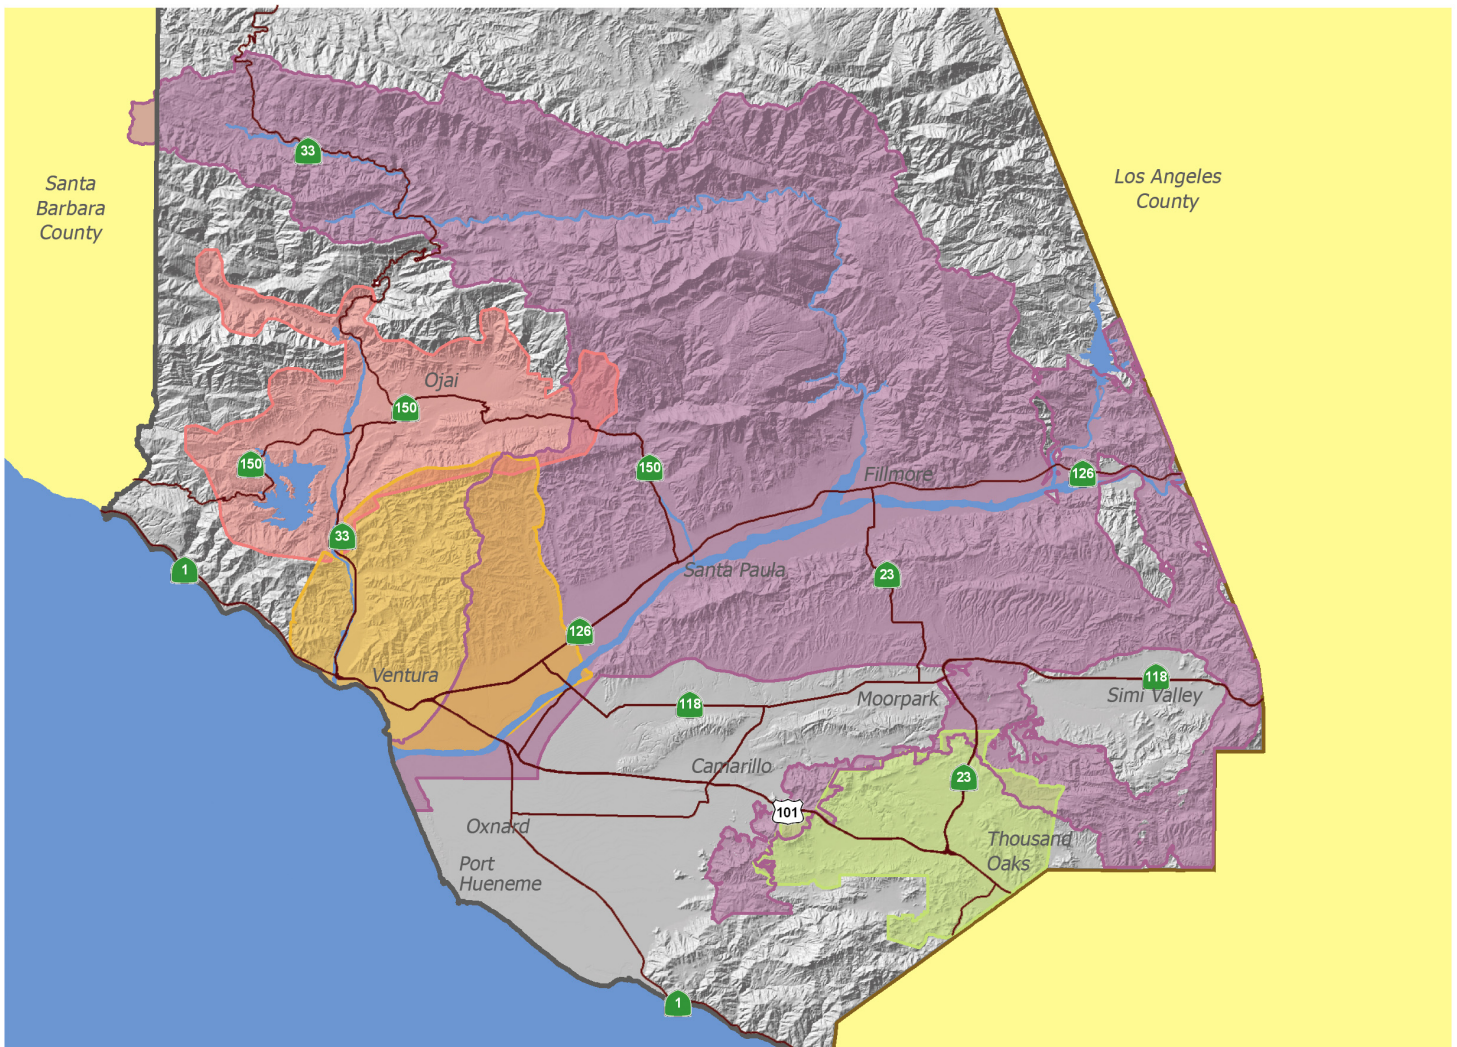 33
Santa
Barbara
County
Los Angeles
County
Ojai
150
150
150
Fillmore
126
33
1
Santa Paula
23
126
Ventura
118
Moorpark
118
Simi Valley
Camarillo
23
101
Oxnard
Thousand
Oaks
Port
Hueneme
1